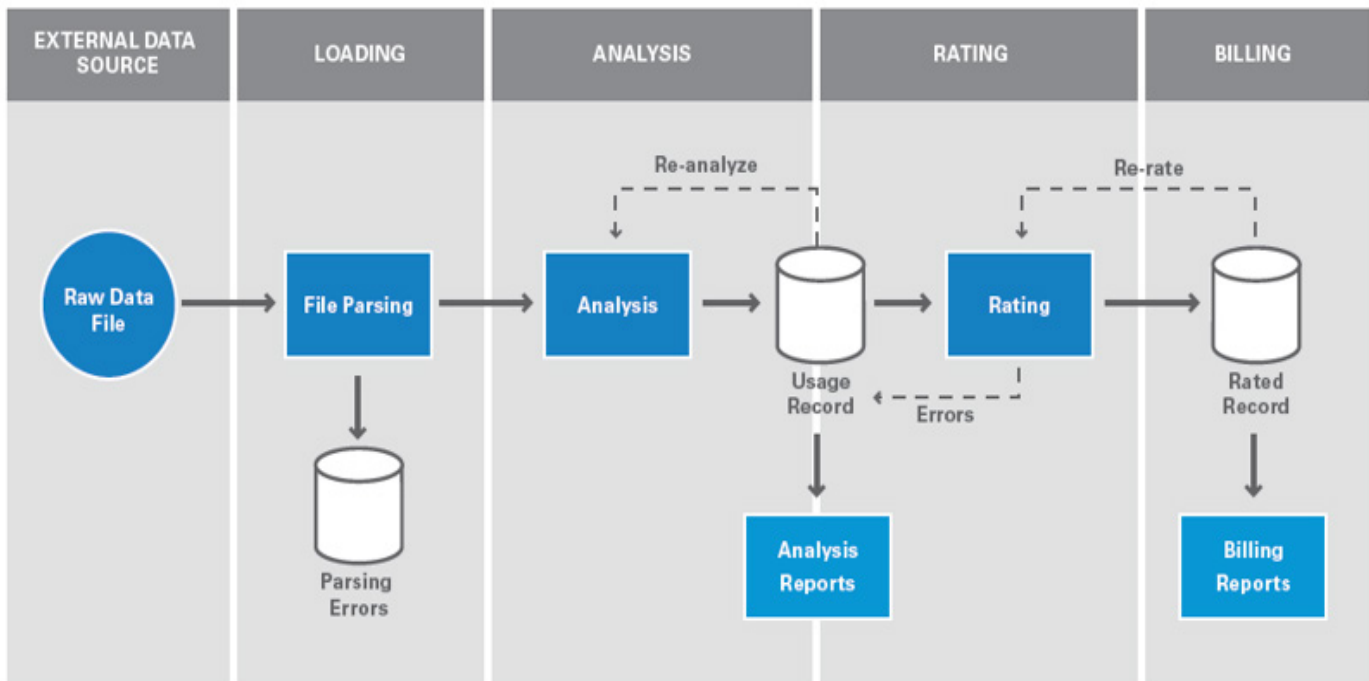 EXTERNAL DATA
SOURCE
LOADING
ANALYSIS
RATING
BILLING
Re-analyze
Re-rate
Raw Data
File
File Parsing
Analysis
Rating
Usage
Record
Errors
Rated
Record
Parsing
Errors
Analysis
Reports
Billing
Reports